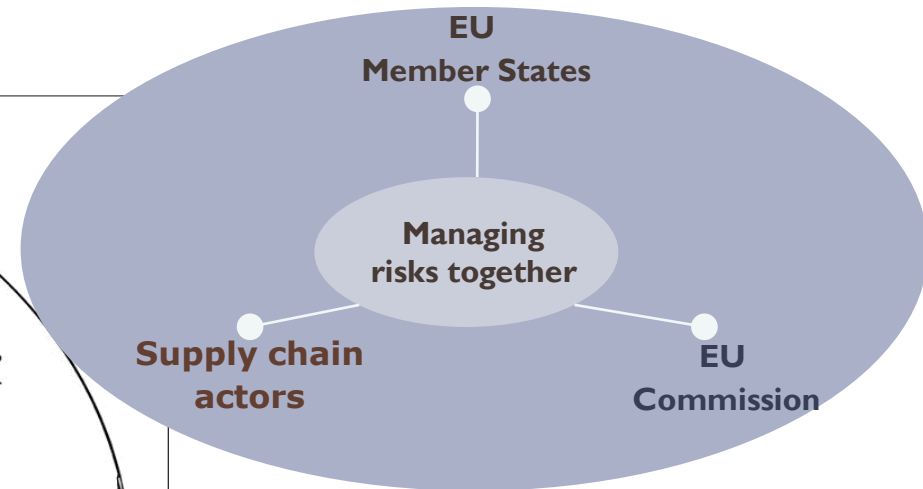 EU
Member States
Managing
risks together
Supply chain
actors
EU
Commission